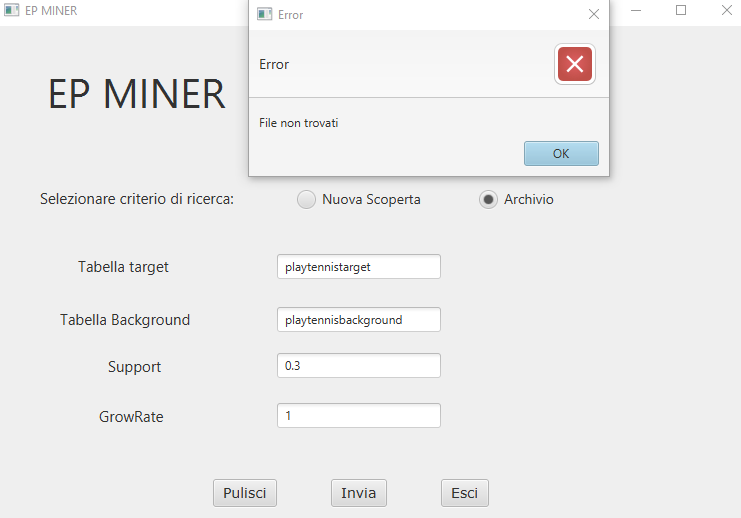 EP MINER
Error
Error
File non trovati
OK
EP MINER
Selezionare criterio di ricerca: Nuova Scoperta Archivio
Tabella target playtennistarget
Tabella Background playtennisbackground
Support 0.3
GrowRate 1
Pulisci Invia Esci